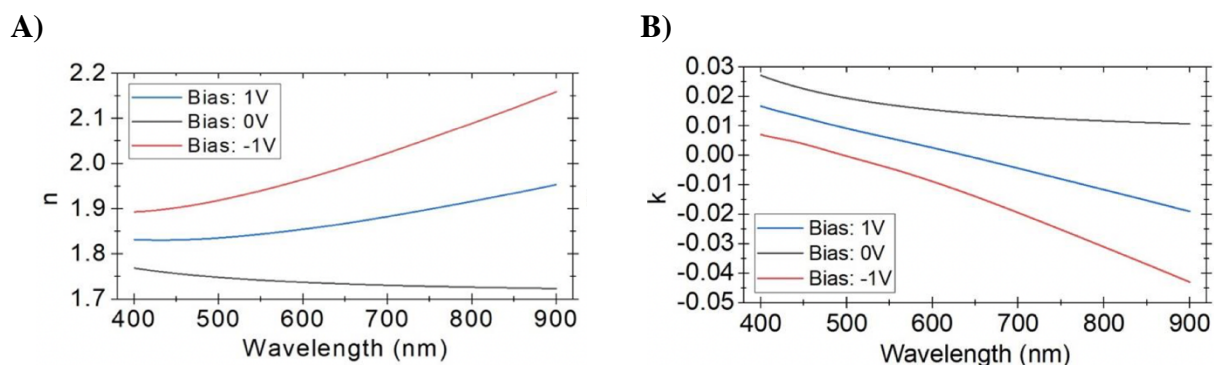 A)
B)
2.2
2.1
2.0
1.9
1.8
1.7
n
Bias: 1V
Bias: 0V
Bias: -1V
400 500 600 700 800 900
Wavelength (nm)
0.03
0.02
0.01
0.00
-0.01
-0.02
-0.03
-0.04
-0.05
k
Bias: 1V
Bias: 0V
Bias: -1V
400 500 600 700 800 900
Wavelength (nm)